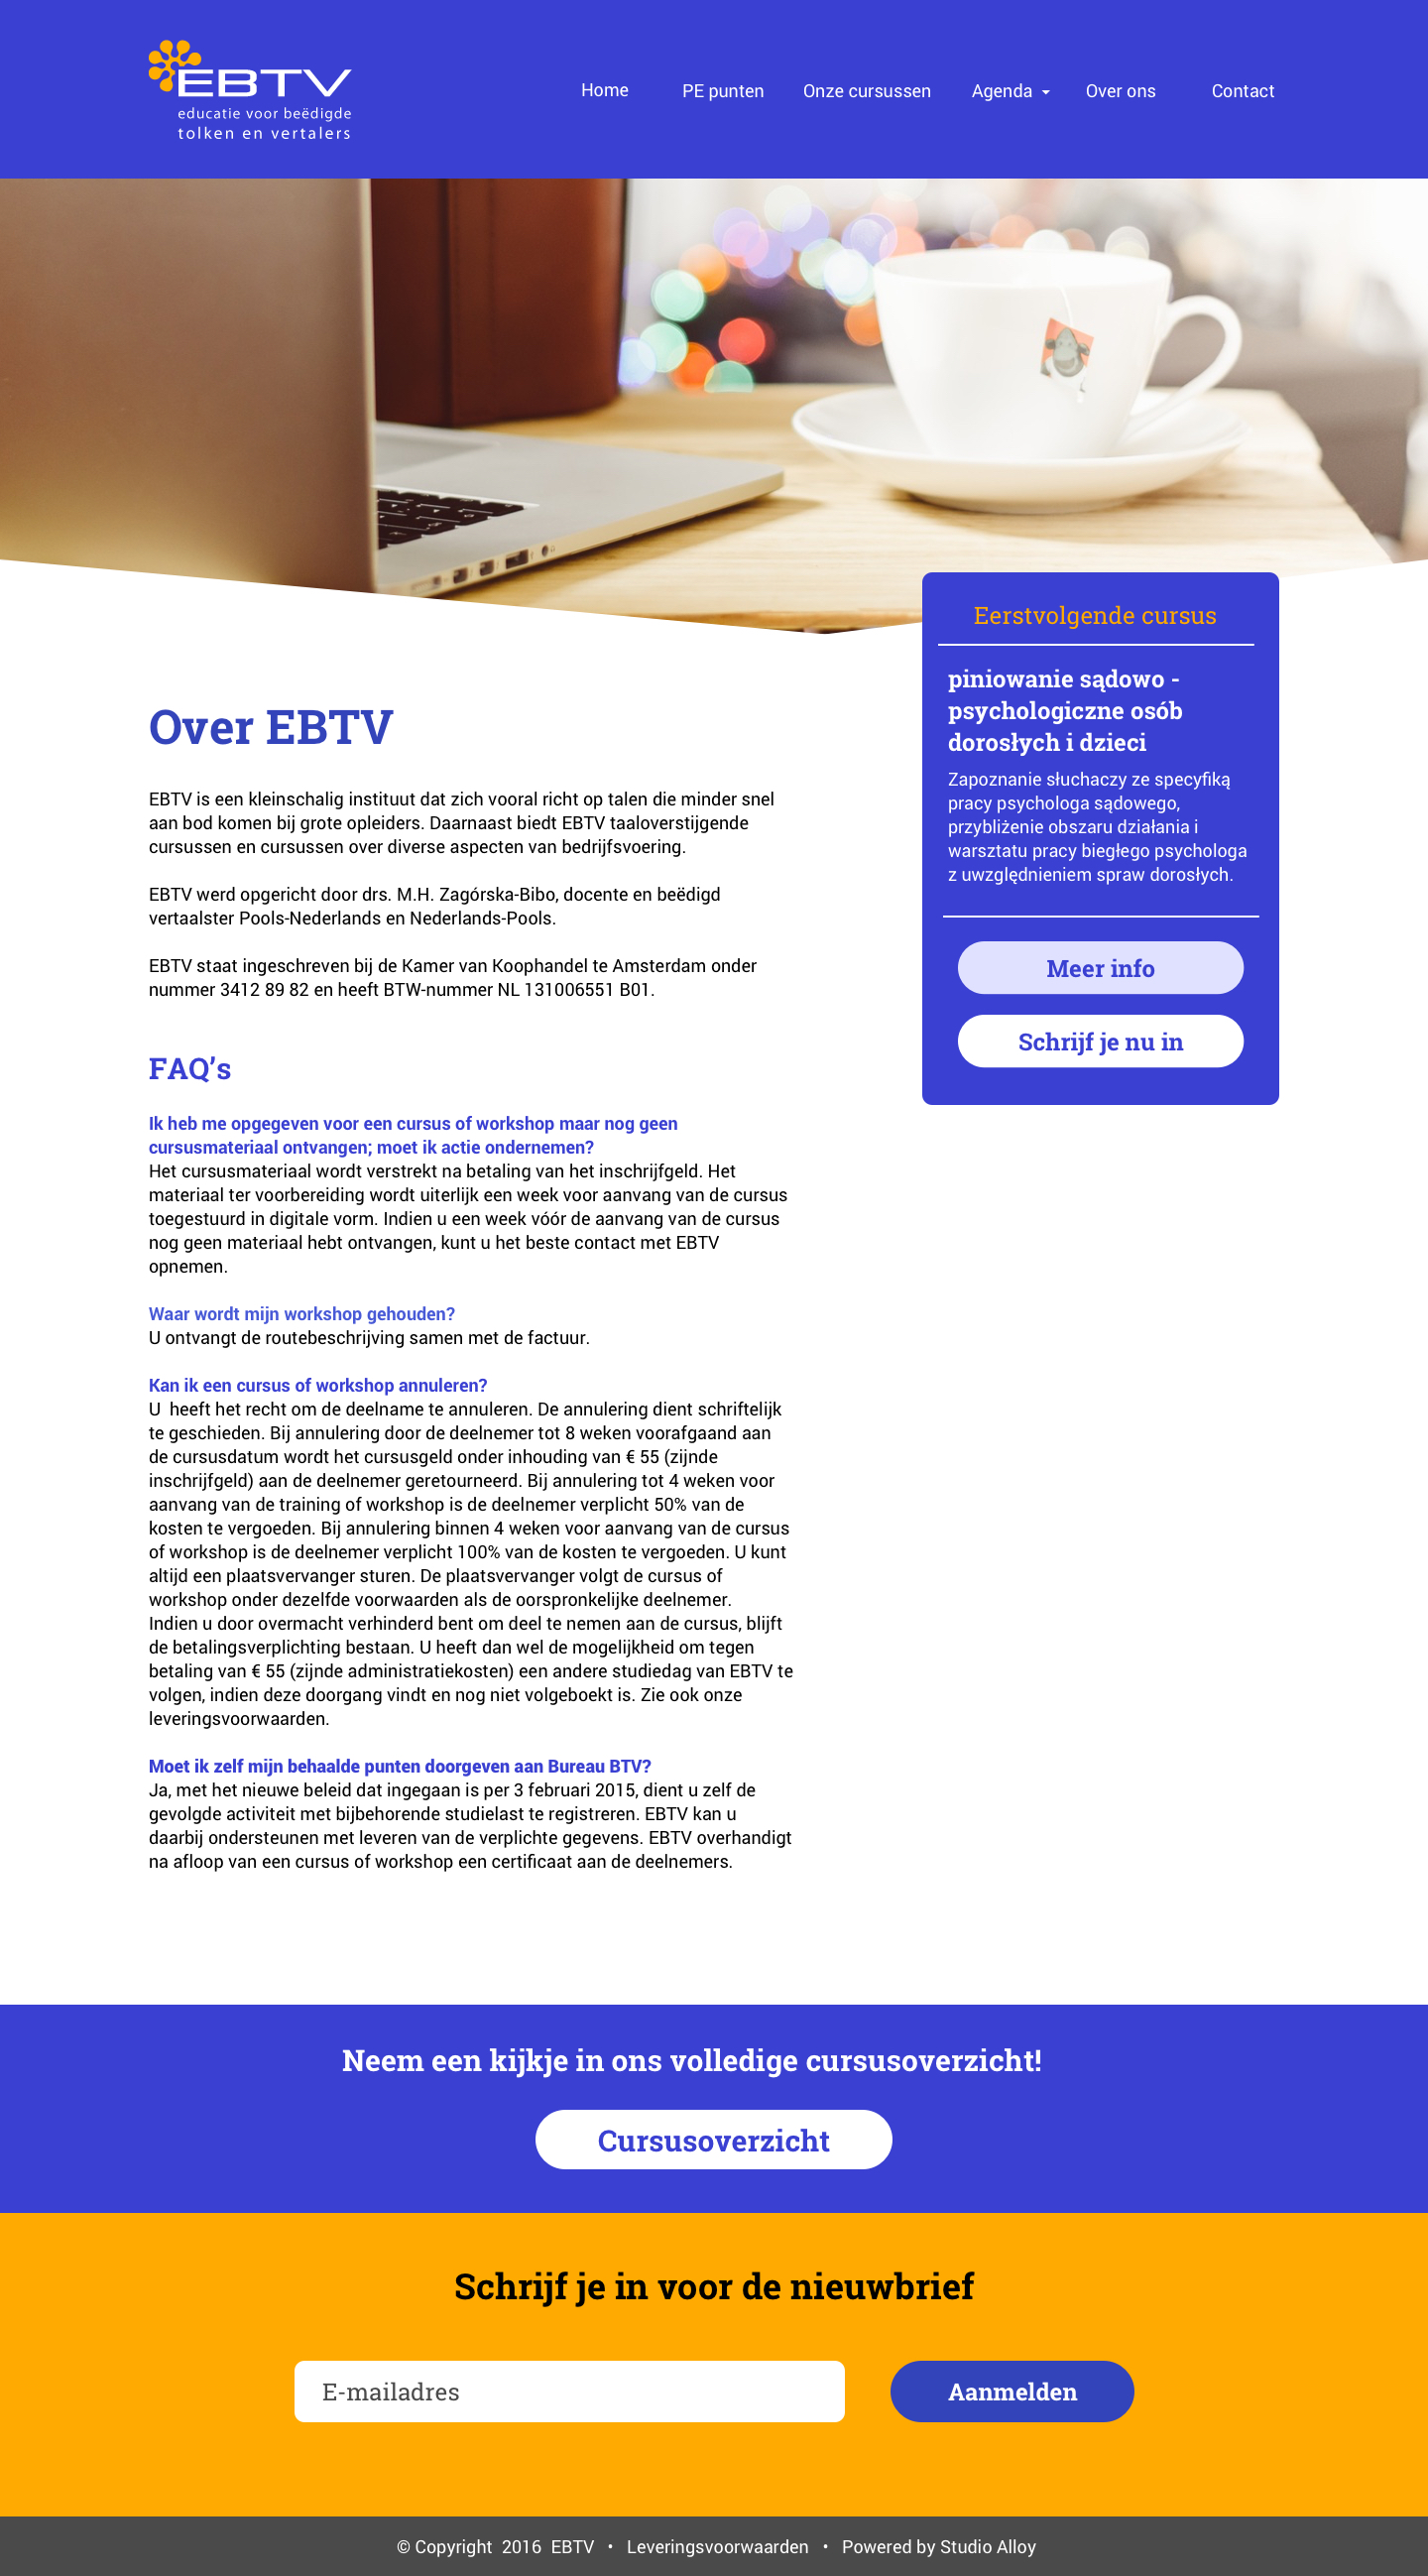 EBTV
educatie voor beëdigde
tolken en vertalers
Home PE punten Onze cursussen Agenda Over ons Contact
Eerstvolgende cursus
piniowanie sądowo -
psychologiczne osób
dorosłych i dzieci
Zapoznanie słuchaczy ze specyfiką
pracy psychologa sądowego,
przybliżenie obszaru działania i
warsztatu pracy biegłego psychologa
z uwzględnieniem spraw dorosłych.
Meer info
Schrijf je nu in
Over EBTV
EBTV is een kleinschalig instituut dat zich vooral richt op talen die minder snel
aan bod komen bij grote opleiders. Daarnaast biedt EBTV taaloverstijgende
cursussen en cursussen over diverse aspecten van bedrijfsvoering.
EBTV werd opgericht door drs. M.H. Zagórska-Bibo, docente en beëdigd
vertaalster Pools-Nederlands en Nederlands-Pools.
EBTV staat ingeschreven bij de Kamer van Koophandel te Amsterdam onder
nummer 3412 89 82 en heeft BTW-nummer NL 131006551 B01.
FAQ's
Ik heb me opgegeven voor een cursus of workshop maar nog geen
cursusmateriaal ontvangen; moet ik actie ondernemen?
Het cursusmateriaal wordt verstrekt na betaling van het inschrijfgeld. Het
materiaal ter voorbereiding wordt uiterlijk een week voor aanvang van de cursus
toegestuurd in digitale vorm. Indien u een week vóór de aanvang van de cursus
nog geen materiaal hebt ontvangen, kunt u het beste contact met EBTV
opnemen.
Waar wordt mijn workshop gehouden?
U ontvangt de routebeschrijving samen met de factuur.
Kan ik een cursus of workshop annuleren?
U  heeft het recht om de deelname te annuleren. De annulering dient schriftelijk
te geschieden. Bij annulering door de deelnemer tot 8 weken voorafgaand aan
de cursusdatum wordt het cursusgeld onder inhouding van € 55 (zijnde
inschrijfgeld) aan de deelnemer geretourneerd. Bij annulering tot 4 weken voor
aanvang van de training of workshop is de deelnemer verplicht 50% van de
kosten te vergoeden. Bij annulering binnen 4 weken voor aanvang van de cursus
of workshop is de deelnemer verplicht 100% van de kosten te vergoeden. U kunt
altijd een plaatsvervanger sturen. De plaatsvervanger volgt de cursus of
workshop onder dezelfde voorwaarden als de oorspronkelijke deelnemer.
Indien u door overmacht verhinderd bent om deel te nemen aan de cursus, blijft
de betalingsverplichting bestaan. U heeft dan wel de mogelijkheid om tegen
betaling van € 55 (zijnde administratiekosten) een andere studiedag van EBTV te
volgen, indien deze doorgang vindt en nog niet volgeboekt is. Zie ook onze
leveringsvoorwaarden.
Moet ik zelf mijn behaalde punten doorgeven aan Bureau BTV?
Ja, met het nieuwe beleid dat ingegaan is per 3 februari 2015, dient u zelf de
gevolgde activiteit met bijbehorende studielast te registreren. EBTV kan u
daarbij ondersteunen met leveren van de verplichte gegevens. EBTV overhandigt
na afloop van een cursus of workshop een certificaat aan de deelnemers.
Neem een kijkje in ons volledige cursusoverzicht!
Cursusoverzicht
Schrijf je in voor de nieuwbrief
E-mailadres
Aanmelden
© Copyright  2016  EBTV • Leveringsvoorwaarden • Powered by Studio Alloy